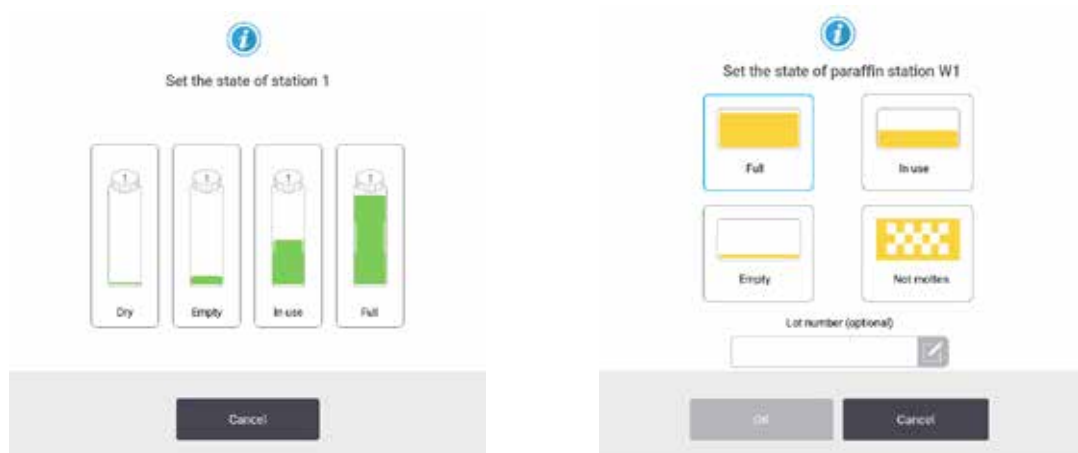 Set the state of station 1
1
1
1
1
Dry
Empty
In use
Full
Cancel
Set the state of paraffin station W1
Full
In use
Empty
Not molten
Lot number (optional)
OK
Cancel